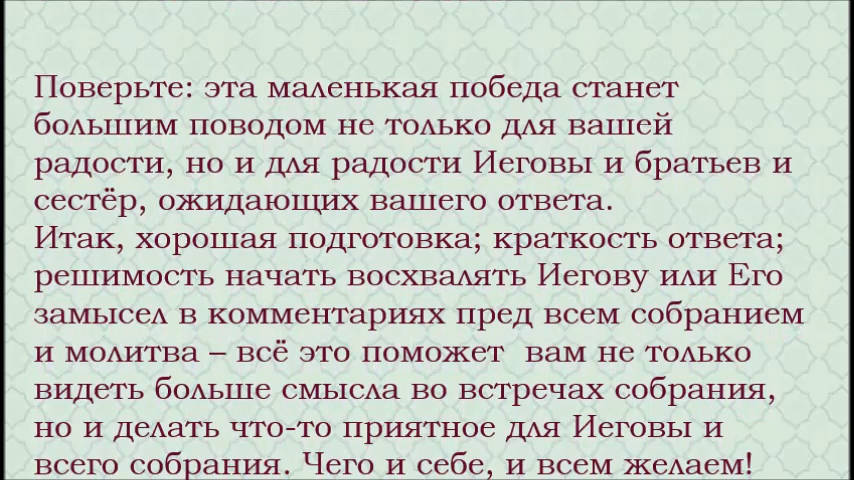 Поверьте: эта маленькая победа станет
большим поводом не только для вашей
радости, но и для радости Иеговы и братьев и
сестёр, ожидающих вашего ответа.
Итак, хорошая подготовка; краткость ответа;
решимость начать восхвалять Иегову или Его
замысел в комментариях пред всем собранием
и молитва – всё это поможет  вам не только
видеть больше смысла во встречах собрания,
но и делать что-то приятное для Иеговы и
всего собрания. Чего и себе, и всем желаем!